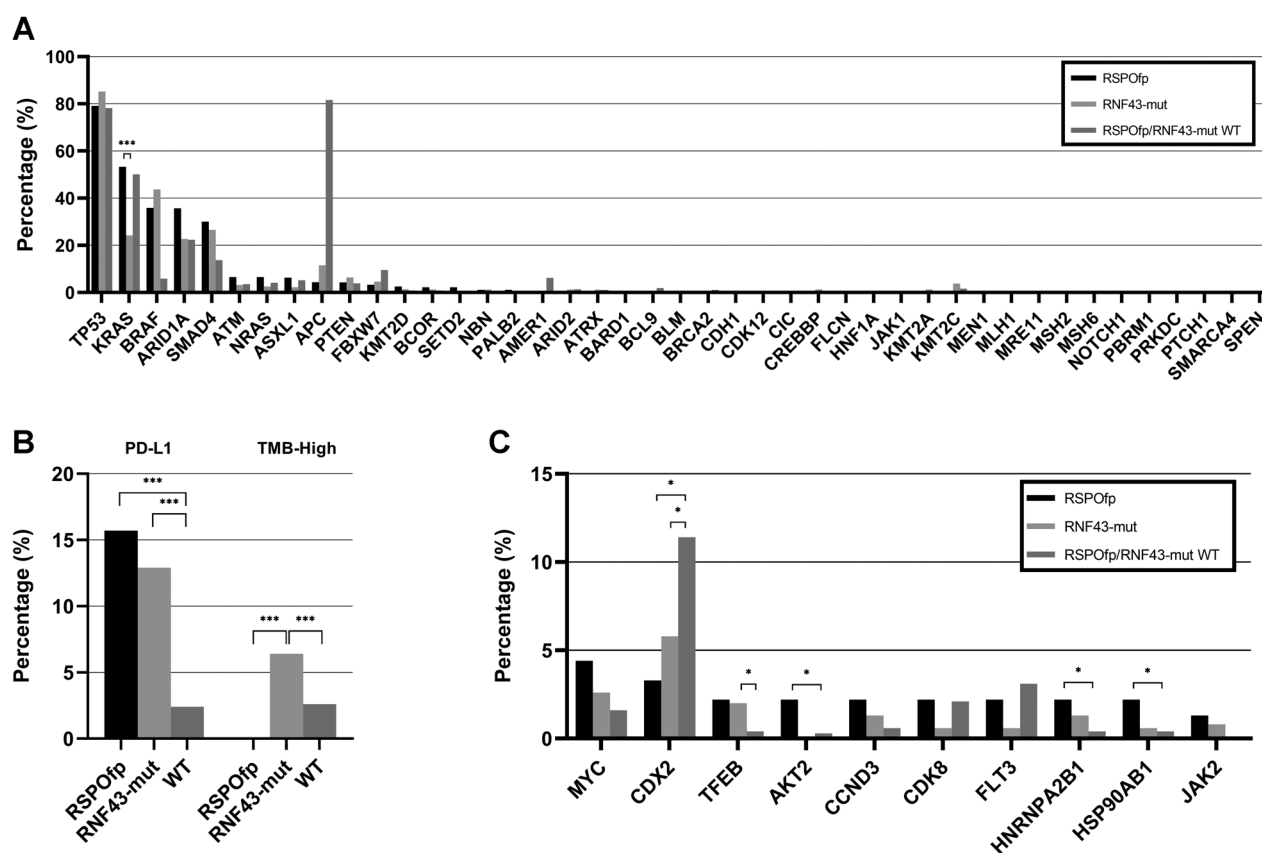 A
Percentage (%)
100
80
60
40
20
0
***
RSPOfp
RNF43-mut
RSPOfp/RNF43-mut WT
TP53
KRAS
BRAF
ARID1A
SMAD4
ATM
NRAS
ASXL1
APC
PTEN
FBXW7
KMT2D
BCOR
SETD2
NBN
PALB2
AMER1
ARID2
ATRX
BARD1
BCL9
BLM
BRCA2
CDH1
CDK12
CIC
CREBBP
FLCN
HNF1A
JAK1
KMT2A
KMT2C
MEN1
MLH1
MRE11
MSH2
MSH6
NOTCH1
PBRM1
PRKDC
PTCH1
SMARCA4
SPEN
B
PD-L1 TMB-High
Percentage (%)
20
15
10
5
0
***
***
*** ***
RSPOfp
RNF43-mut
WT
RSPOfp
RNF43-mut
WT
C
Percentage (%)
15
10
5
0
*
*
*
*
*
*
RSPOfp
RNF43-mut
RSPOfp/RNF43-mut WT
MYC
CDX2
TFEB
AKT2
CCND3
CDK8
FLT3
HNRNPA2B1
HSP90AB1
JAK2